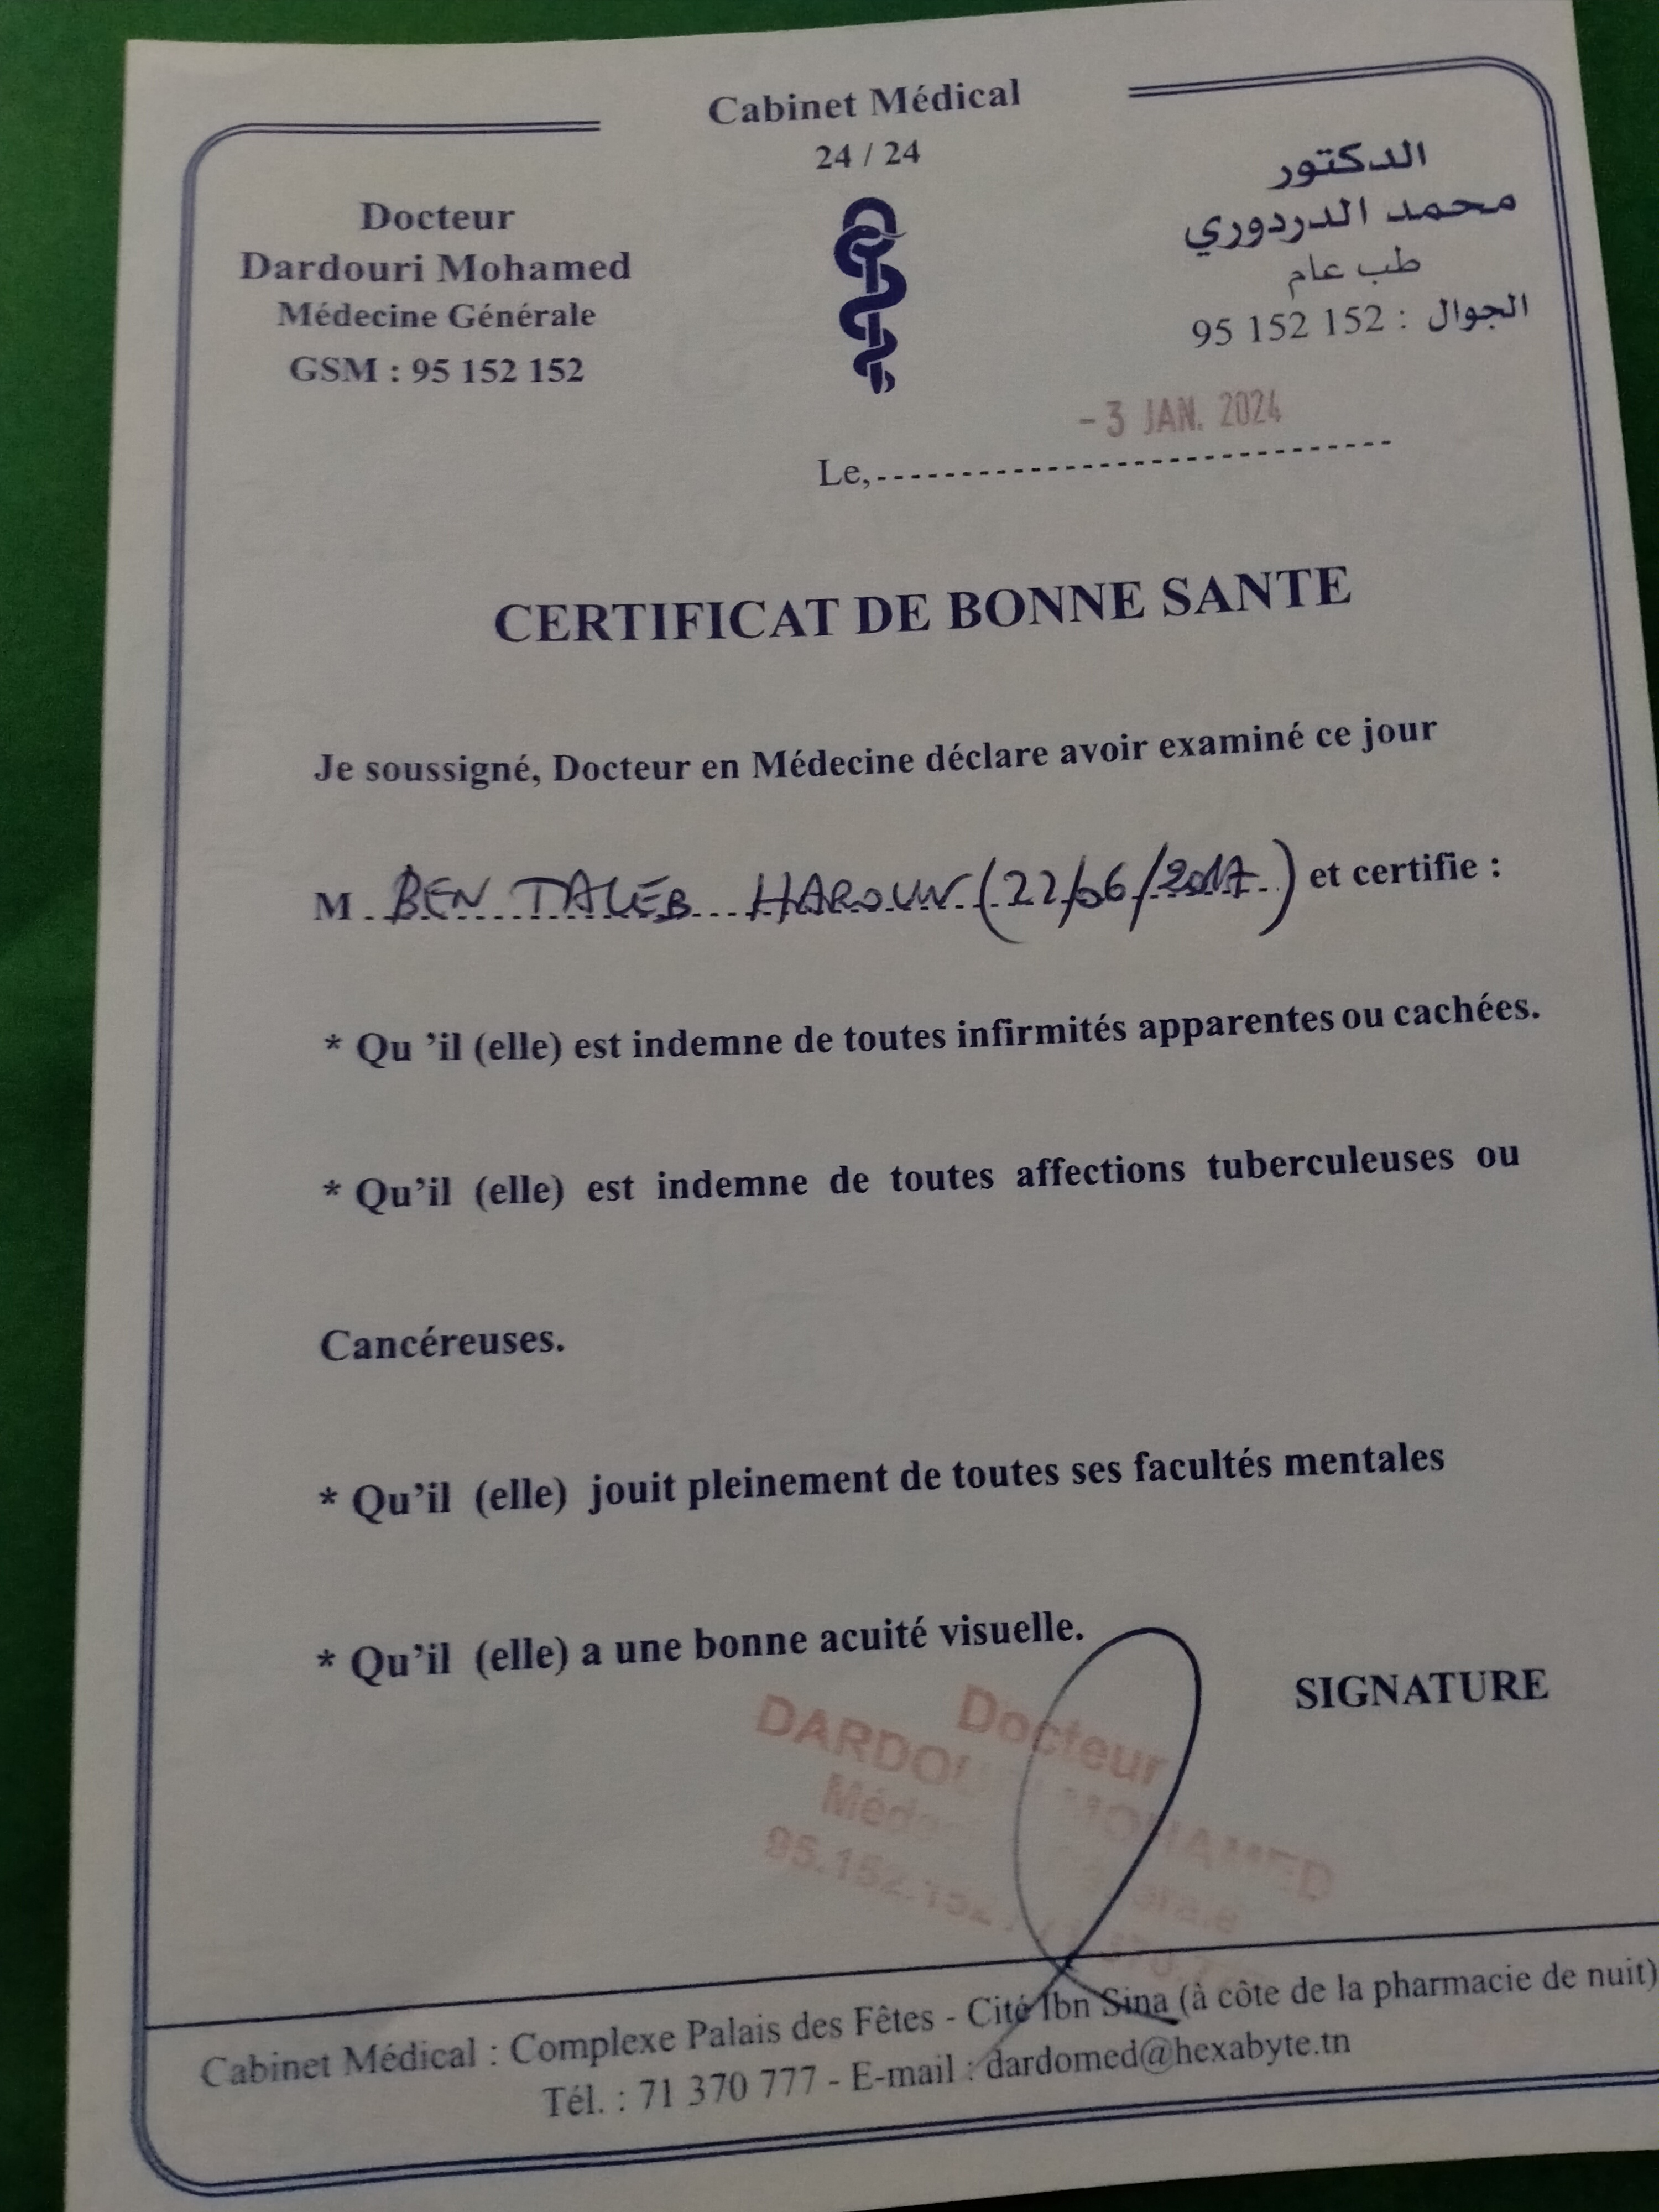 Cabinet Médical
24 / 24
Docteur
Dardouri Mohamed
Médecine Générale
GSM : 95 152 152
الدكتور
محمد الدردوري
طب عام
الجوال : 95 152 152
- 3 JAN. 2024
Le,
CERTIFICAT DE BONNE SANTE
Je soussigné, Docteur en Médecine déclare avoir examiné ce jour
M BEN TALEB HAROUN (22/06/2017) et certifie :
* Qu 'il (elle) est indemne de toutes infirmités apparentes ou cachées.
* Qu'il (elle) est indemne de toutes affections tuberculeuses ou
Cancéreuses.
* Qu'il (elle) jouit pleinement de toutes ses facultés mentales
* Qu'il (elle) a une bonne acuité visuelle.
SIGNATURE
Docteur
DARDOURI MOHAMED
95.152.152
Cabinet Médical : Complexe Palais des Fêtes - Cité Ibn Sina (à côte de la pharmacie de nuit)
Tél. : 71 370 777 - E-mail : dardomed@hexabyte.tn